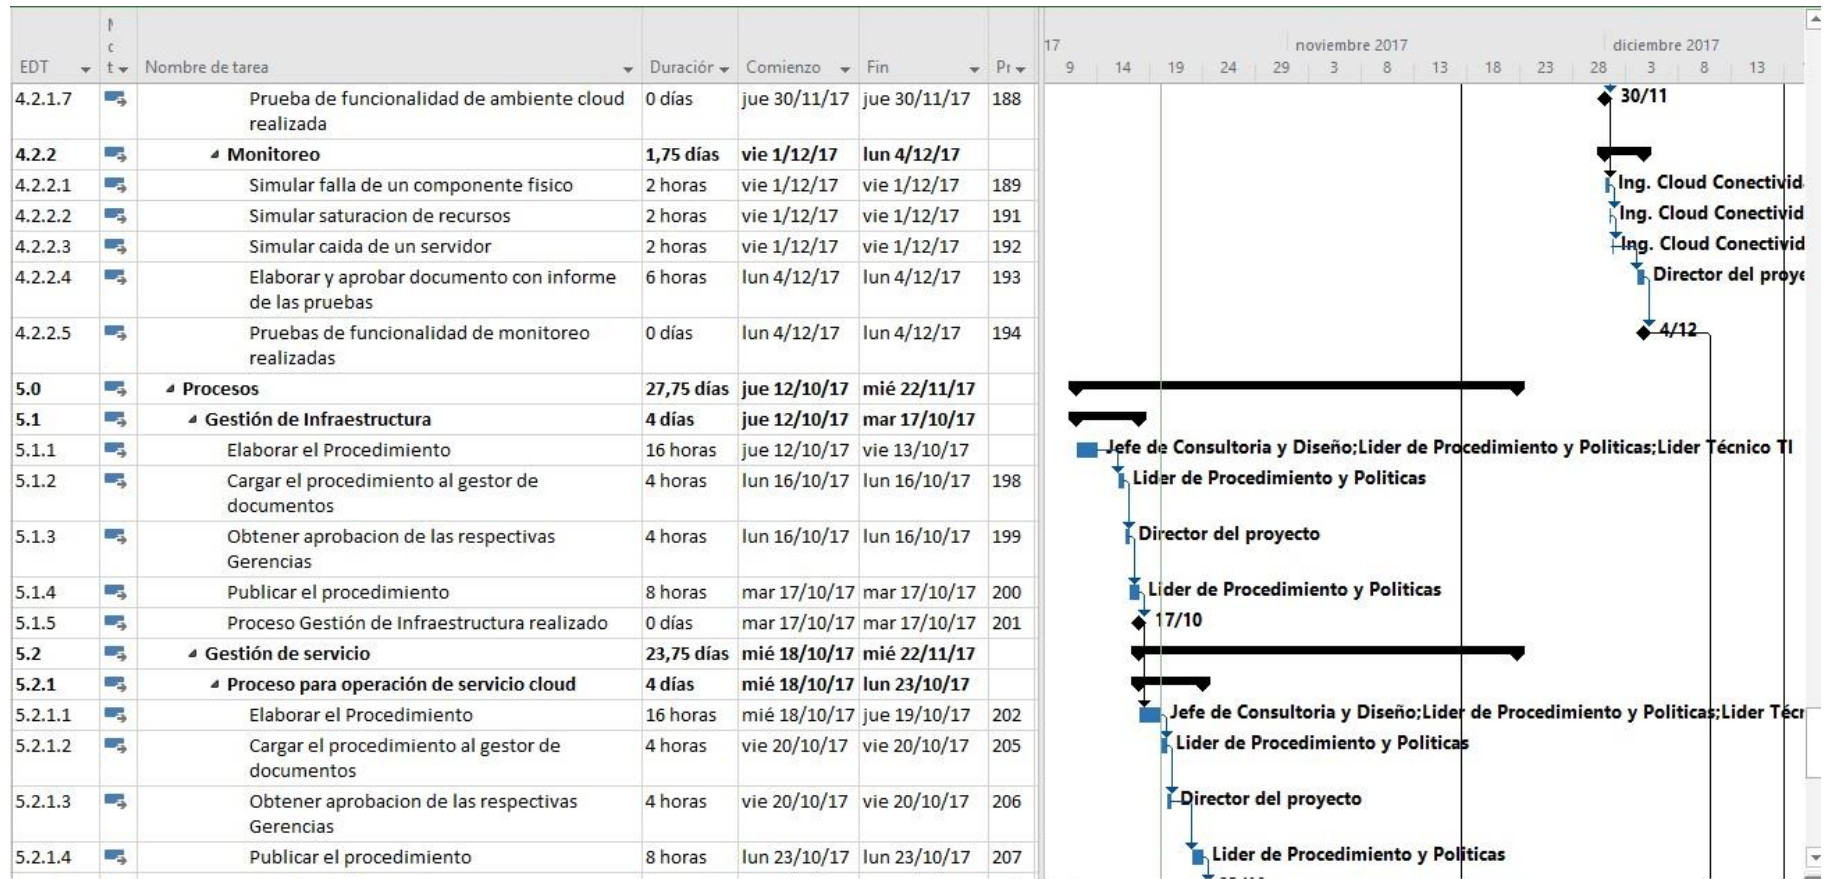 17 noviembre 2017 diciembre 2017
EDT t Nombre de tarea Duración Comienzo Fin 9 14 19 24 29 3 8 13 18 23 28 3 8 13
4.2.1.7 Prueba de funcionalidad de ambiente cloud 0 días jue 30/11/17 jue 30/11/17 188 30/11
realizada
4.2.2 Monitoreo 1,75 días vie 1/12/17 lun 4/12/17
4.2.2.1 Simular falla de un componente fisico 2 horas vie 1/12/17 vie 1/12/17 189 Ing. Cloud Conectivid
4.2.2.2 Simular saturacion de recursos 2 horas vie 1/12/17 vie 1/12/17 191 Ing. Cloud Conectivid
4.2.2.3 Simular caida de un servidor 2 horas vie 1/12/17 vie 1/12/17 192 Ing. Cloud Conectivid
4.2.2.4 Elaborar y aprobar documento con informe 6 horas lun 4/12/17 lun 4/12/17 193 Director del proye
de las pruebas
4.2.2.5 Pruebas de funcionalidad de monitoreo 0 días lun 4/12/17 lun 4/12/17 194 4/12
realizadas
5.0 Procesos 27,75 días jue 12/10/17 mié 22/11/17
5.1 Gestión de Infraestructura 4 días jue 12/10/17 mar 17/10/17
5.1.1 Elaborar el Procedimiento 16 horas jue 12/10/17 vie 13/10/17 Jefe de Consultoria y Diseño;Lider de Procedimiento y Politicas;Lider Técnico TI
5.1.2 Cargar el procedimiento al gestor de 4 horas lun 16/10/17 lun 16/10/17 198 Lider de Procedimiento y Politicas
documentos
5.1.3 Obtener aprobacion de las respectivas 4 horas lun 16/10/17 lun 16/10/17 199 Director del proyecto
Gerencias
5.1.4 Publicar el procedimiento 8 horas mar 17/10/17 mar 17/10/17 200 Lider de Procedimiento y Politicas
5.1.5 Proceso Gestión de Infraestructura realizado 0 días mar 17/10/17 mar 17/10/17 201 17/10
5.2 Gestión de servicio 23,75 días mié 18/10/17 mié 22/11/17
5.2.1 Proceso para operación de servicio cloud 4 días mié 18/10/17 lun 23/10/17
5.2.1.1 Elaborar el Procedimiento 16 horas mié 18/10/17 jue 19/10/17 202 Jefe de Consultoria y Diseño;Lider de Procedimiento y Politicas;Lider Técr
5.2.1.2 Cargar el procedimiento al gestor de 4 horas vie 20/10/17 vie 20/10/17 205 Lider de Procedimiento y Politicas
documentos
5.2.1.3 Obtener aprobacion de las respectivas 4 horas vie 20/10/17 vie 20/10/17 206 Director del proyecto
Gerencias
5.2.1.4 Publicar el procedimiento 8 horas lun 23/10/17 lun 23/10/17 207 Lider de Procedimiento y Politicas